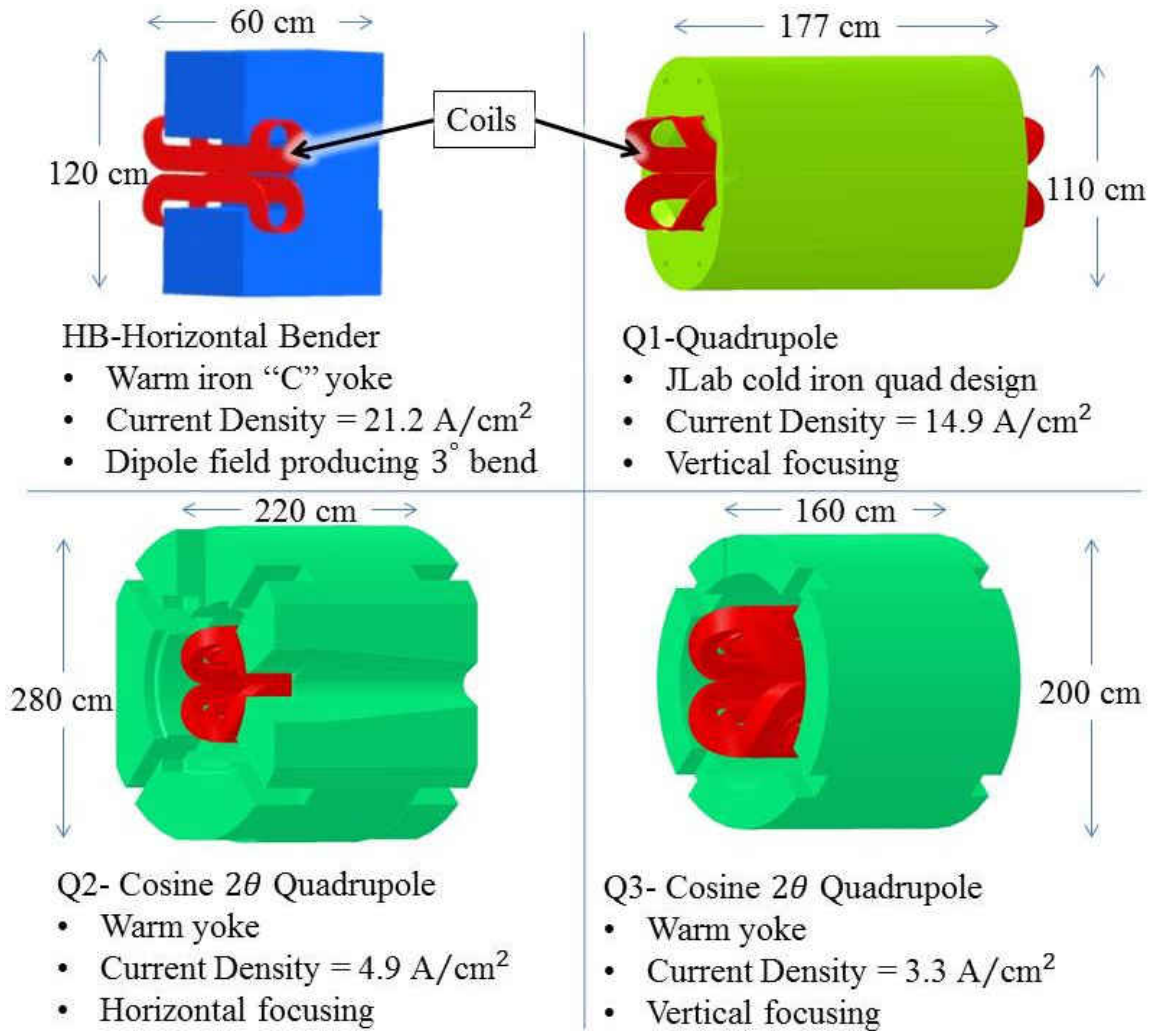 60 cm
120 cm
Coils
HB-Horizontal Bender
• Warm iron “C” yoke
• Current Density = 21.2 A/cm²
• Dipole field producing 3° bend
177 cm
110 cm
Q1-Quadrupole
• JLab cold iron quad design
• Current Density = 14.9 A/cm²
• Vertical focusing
220 cm
280 cm
Q2- Cosine 2θ Quadrupole
• Warm yoke
• Current Density = 4.9 A/cm²
• Horizontal focusing
160 cm
200 cm
Q3- Cosine 2θ Quadrupole
• Warm yoke
• Current Density = 3.3 A/cm²
• Vertical focusing